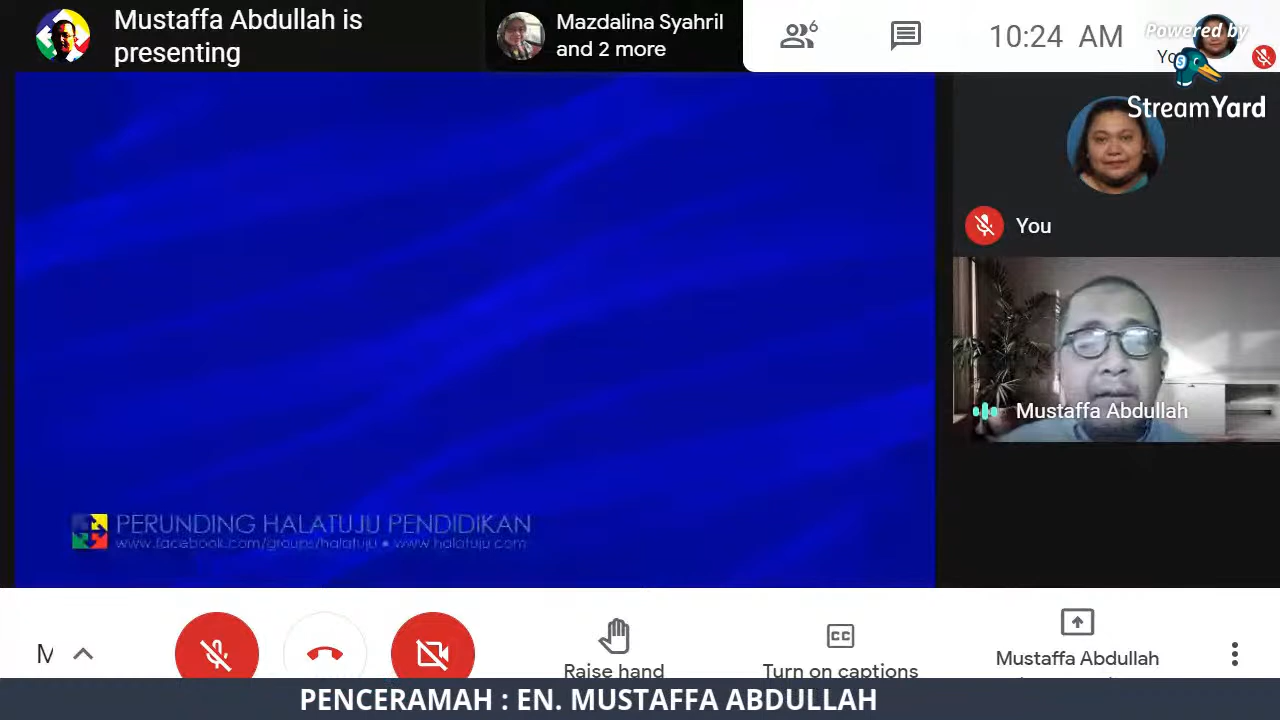 Mustaffa Abdullah is
presenting
Mazdalina Syahril
and 2 more
6
10:24 AM
Powered by
StreamYard
You
Mustaffa Abdullah
PERUNDING HALATUJU PENDIDIKAN
www.facebook.com/groups/halatuju • www.halatuju.com
M
Raise hand
CC
Turn on captions
Mustaffa Abdullah
PENCERAMAH : EN. MUSTAFFA ABDULLAH